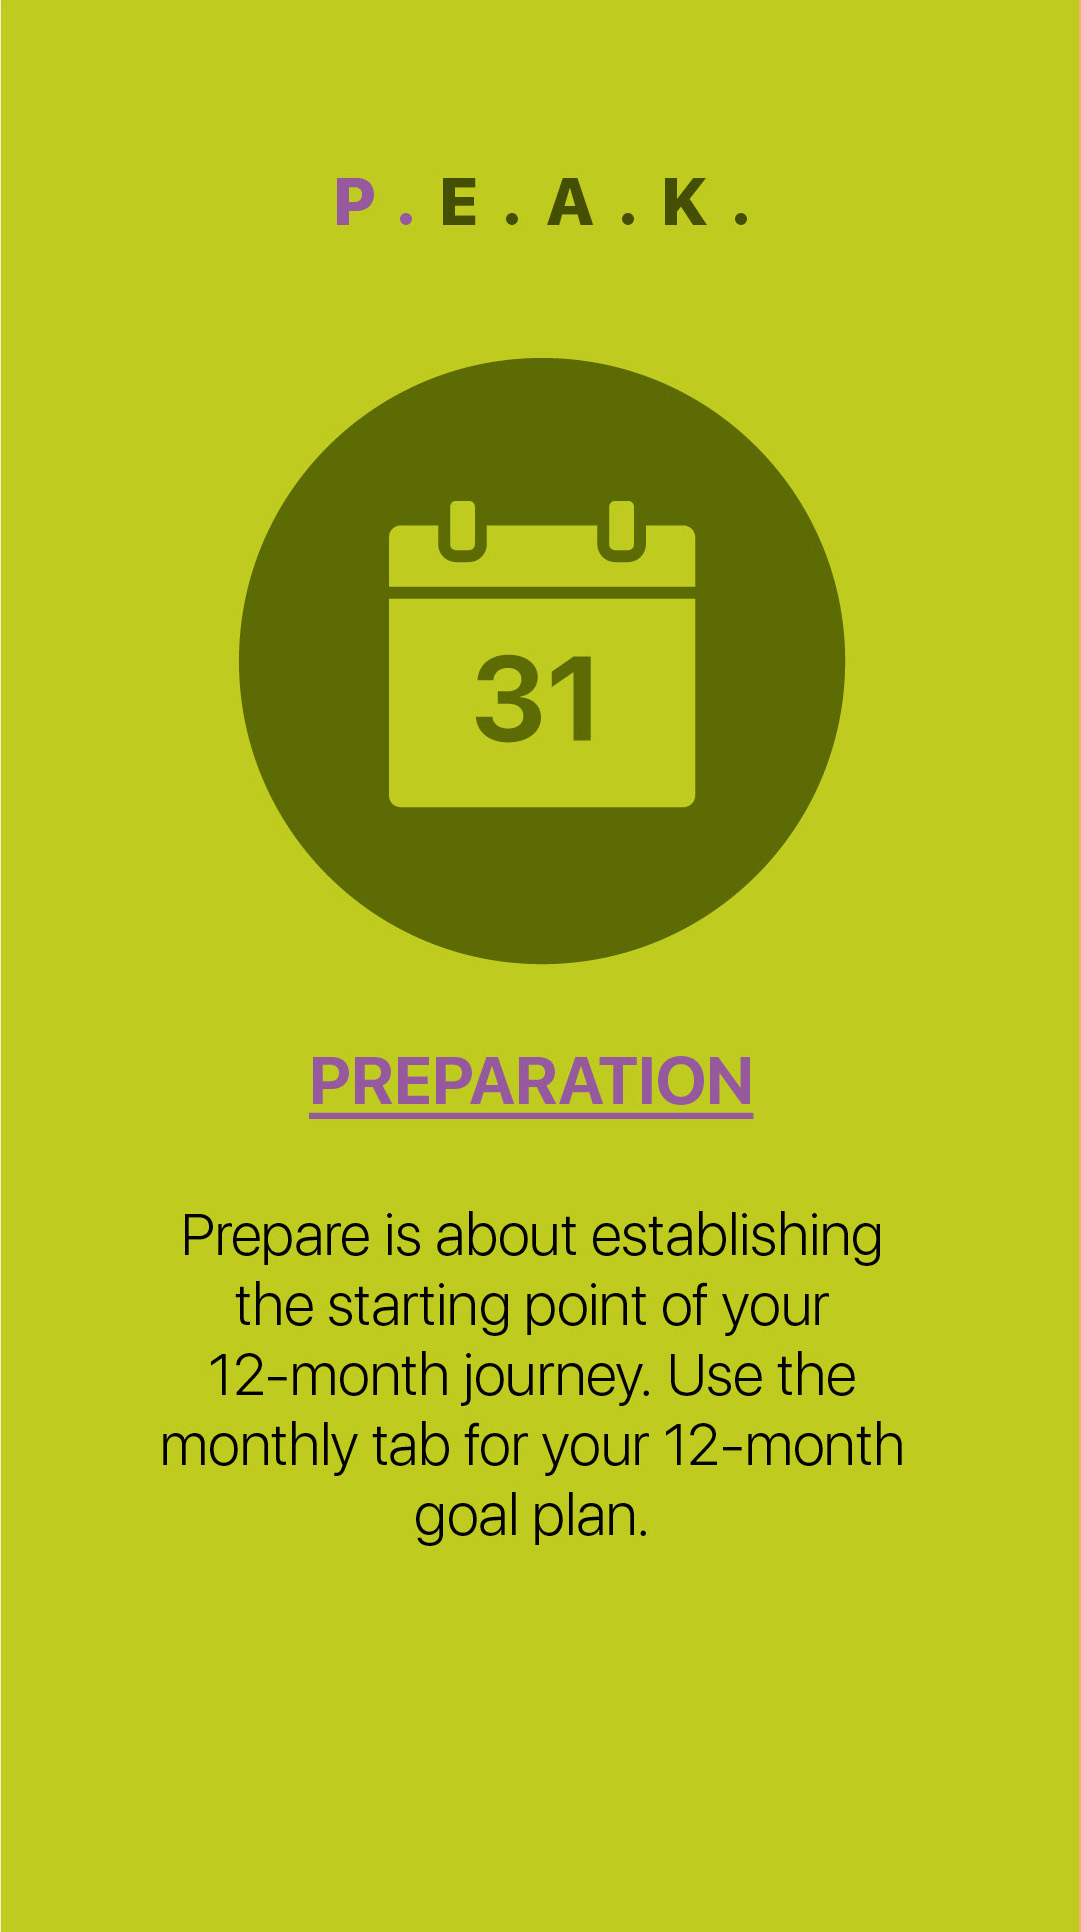 P.E.A.K.
31
PREPARATION
Prepare is about establishing
the starting point of your
12-month journey. Use the
monthly tab for your 12-month
goal plan.